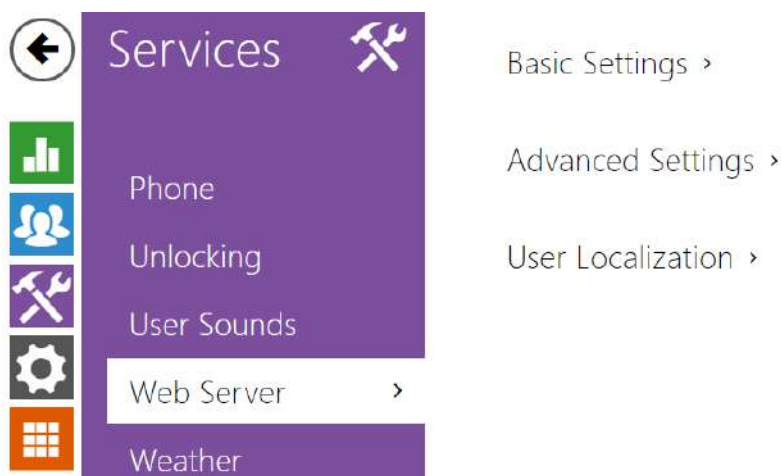 Services
Phone
Unlocking
User Sounds
Web Server
Weather
Basic Settings
Advanced Settings
User Localization